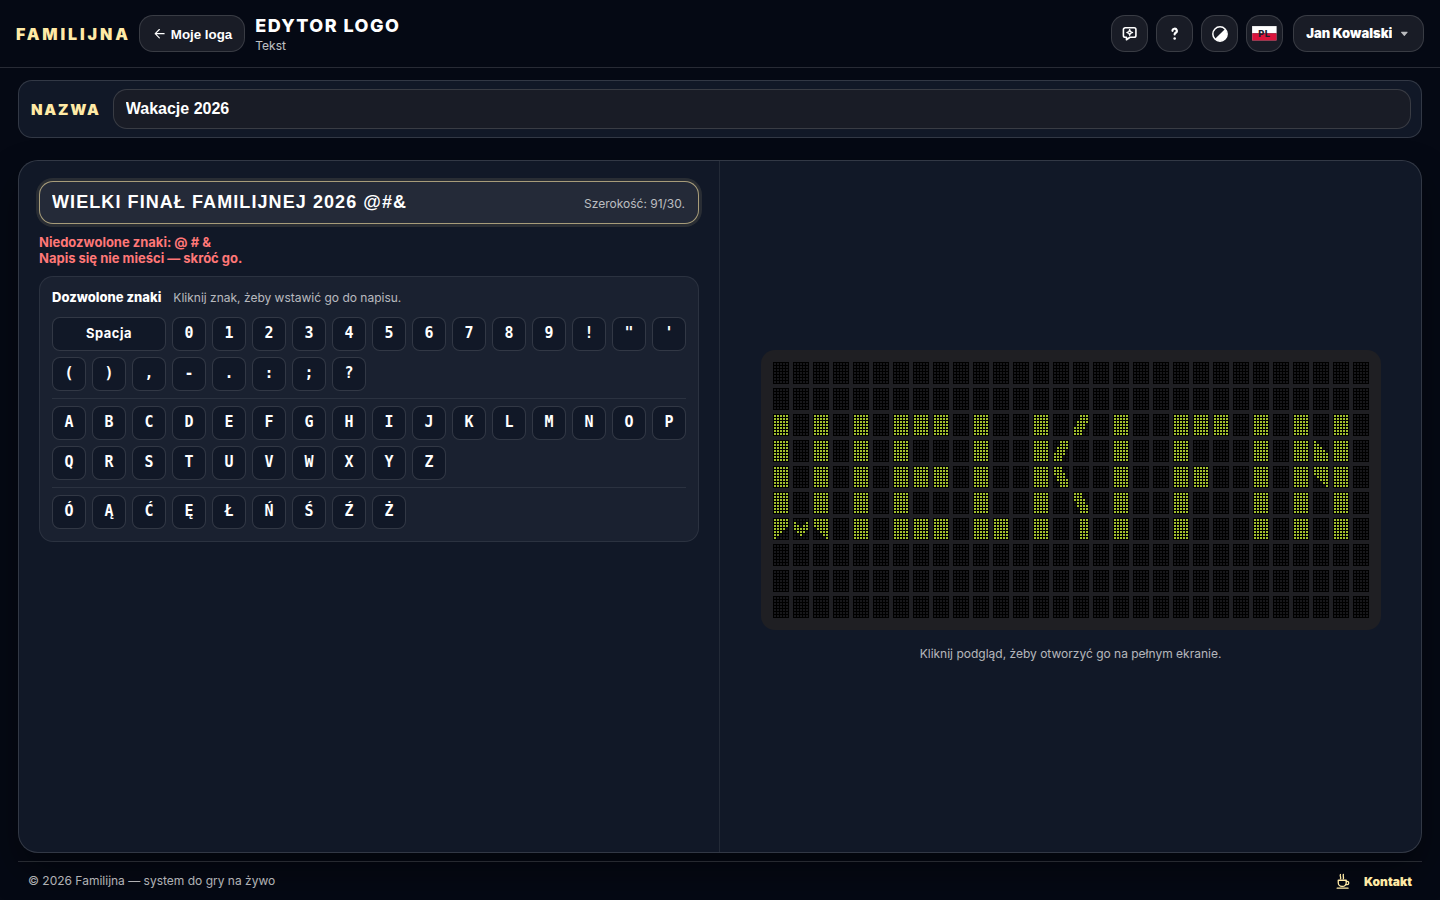 FAMILIJNA
← Moje loga
EDYTOR LOGO
Tekst
?
PL
Jan Kowalski
NAZWA
Wakacje 2026
WIELKI FINAŁ FAMILIJNEJ 2026 @#&
Szerokość: 91/30.
Niedozwolone znaki: @ # &
Napis się nie mieści — skróć go.
Dozwolone znaki Kliknij znak, żeby wstawić go do napisu.
Spacja 0 1 2 3 4 5 6 7 8 9 ! " '
( ) , - . : ; ?
A B C D E F G H I J K L M N O P
Q R S T U V W X Y Z
Ó Ą Ć Ę Ł Ń Ś Ź Ż
WIELKI FIN
Kliknij podgląd, żeby otworzyć go na pełnym ekranie.
© 2026 Familijna — system do gry na żywo
Kontakt